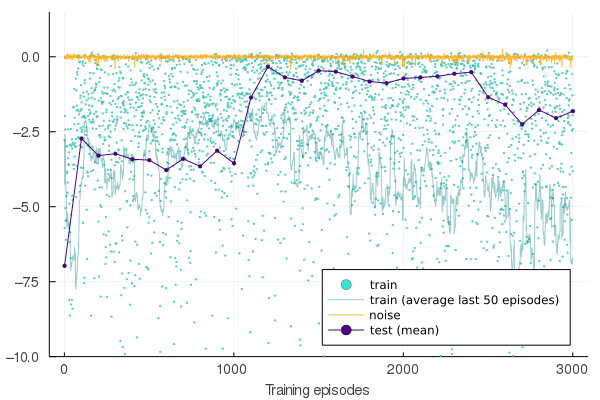 0.0
−2.5
−5.0
−7.5
−10.0
train
train (average last 50 episodes)
noise
test (mean)
0 1000 2000 3000
Training episodes